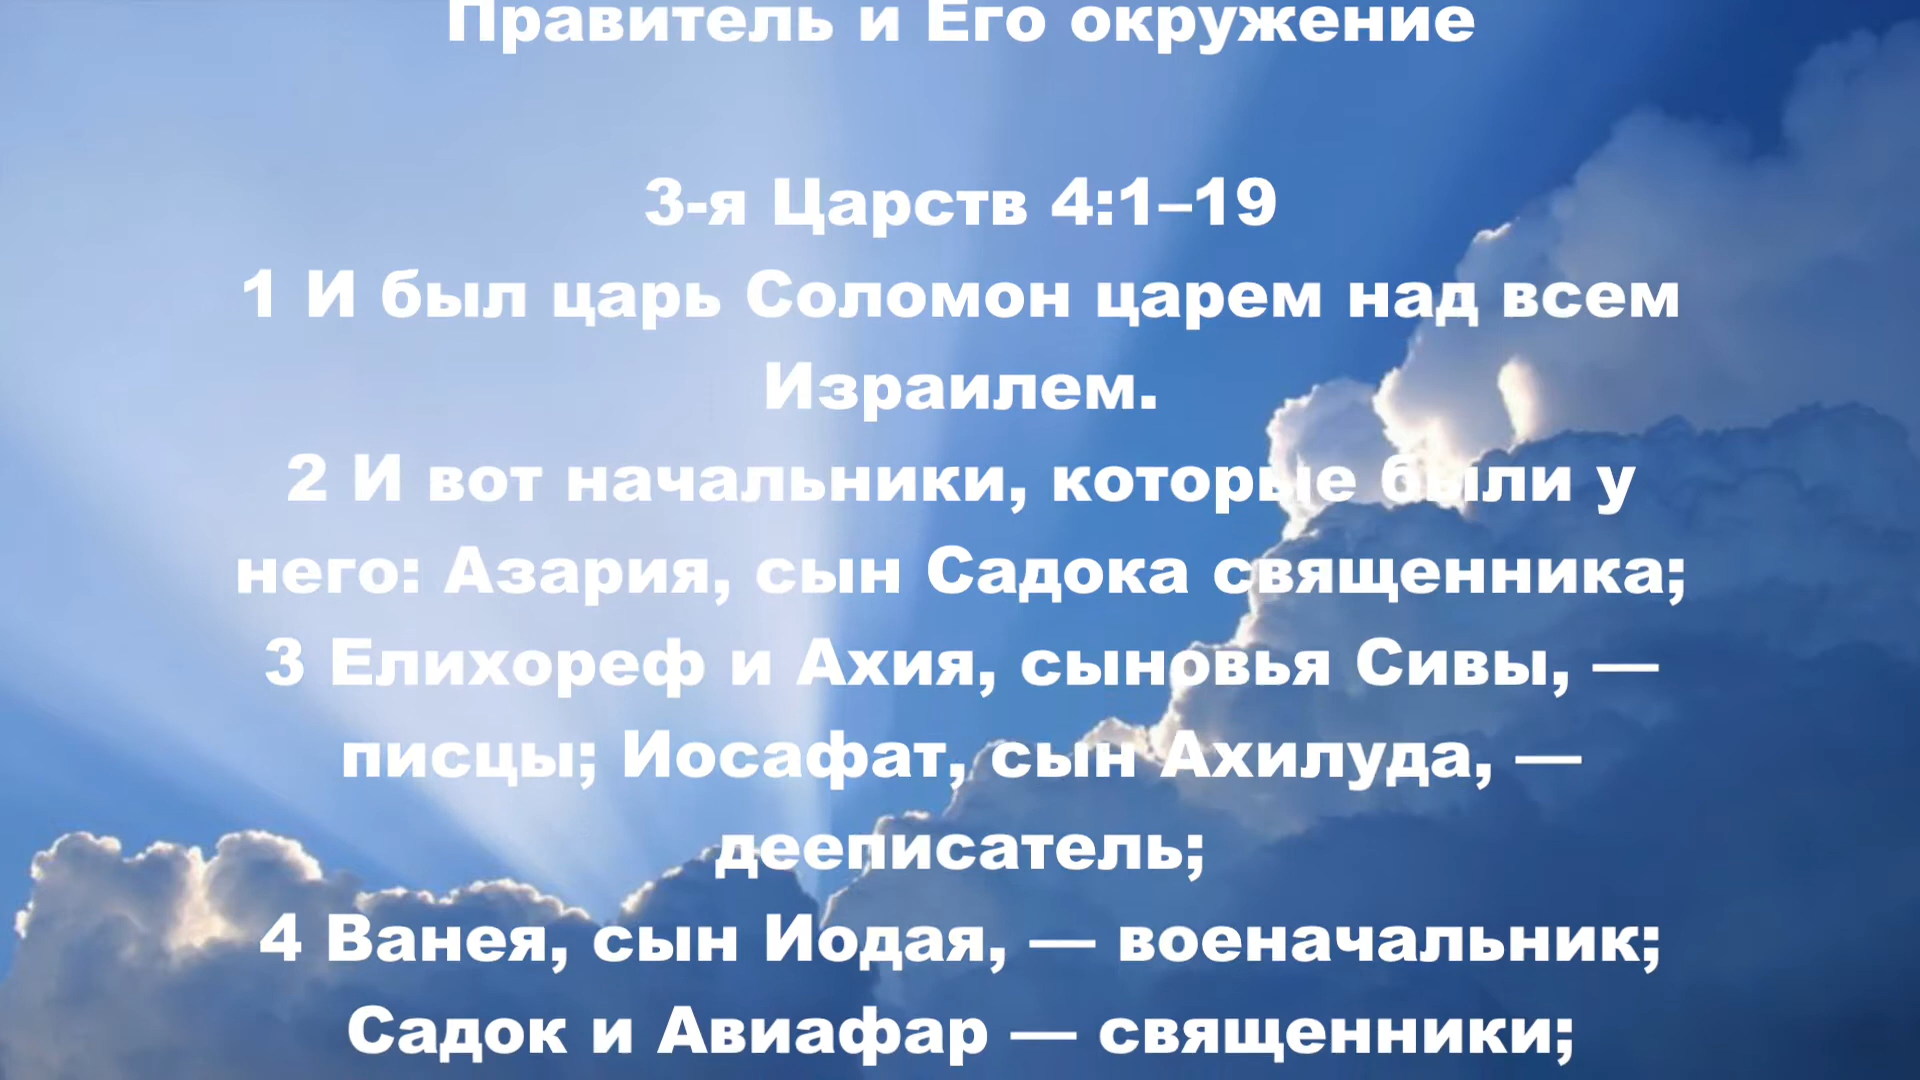 Правитель и Его окружение
3-я Царств 4:1–19
1 И был царь Соломон царем над всем
Израилем.
2 И вот начальники, которые были у
него: Азария, сын Садока священника;
3 Елихореф и Ахия, сыновья Сивы, —
писцы; Иосафат, сын Ахилуда, —
дееписатель;
4 Ванея, сын Иодая, — военачальник;
Садок и Авиафар — священники;